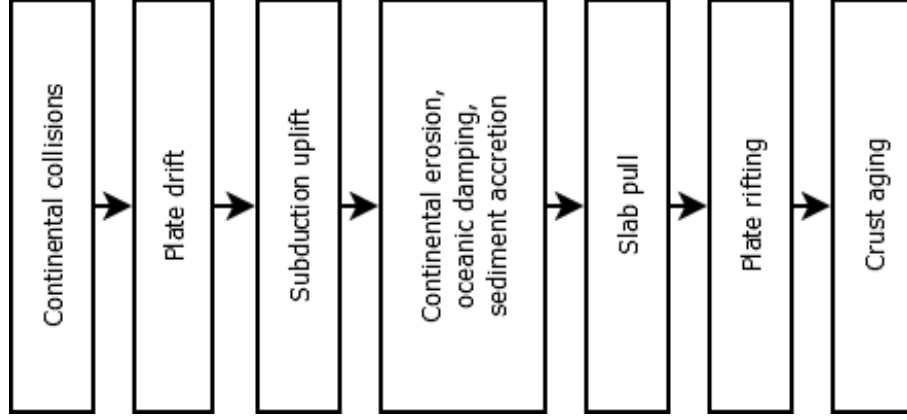 Continental collisions
Plate drift
Subduction uplift
Continental erosion,
oceanic damping,
sediment accretion
Slab pull
Plate rifting
Crust aging